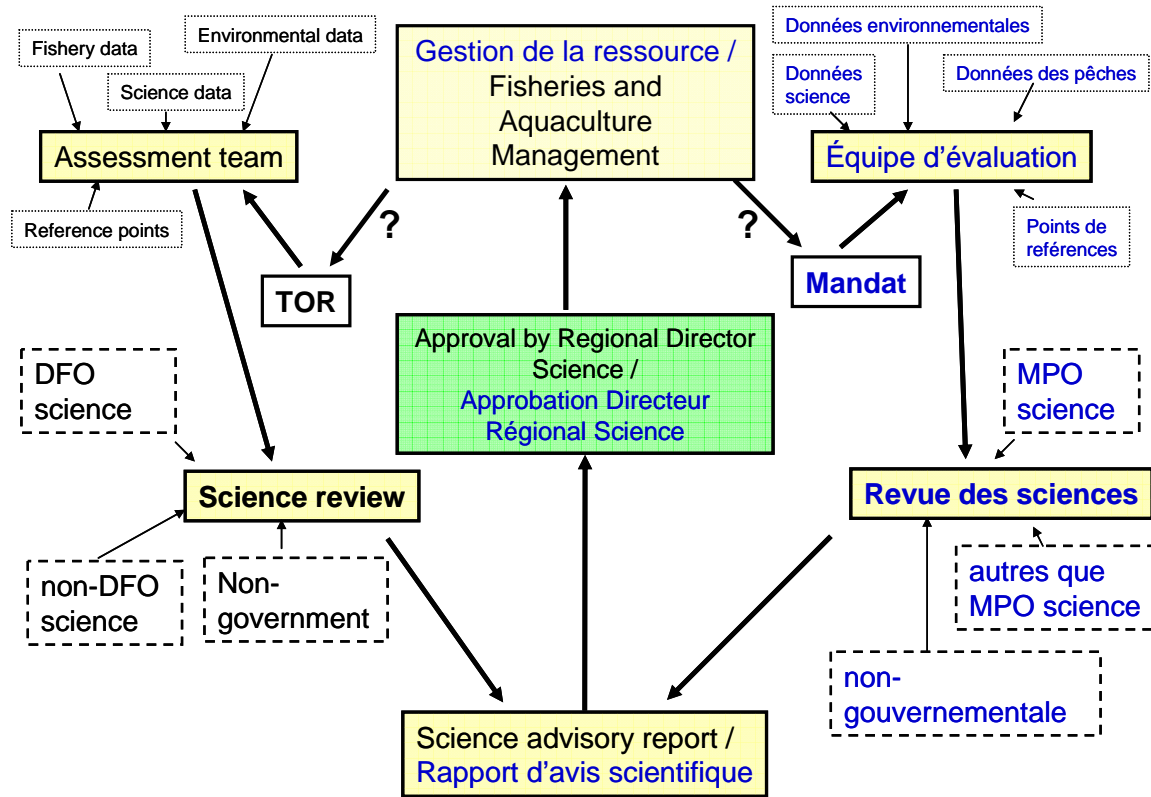 Fishery data
Environmental data
Science data
Assessment team
Reference points
Gestion de la ressource /
Fisheries and
Aquaculture
Management
Données environnementales
Données
science
Données des pêches
Équipe d'évaluation
Points de
reférences
?
?
TOR
Mandat
Approval by Regional Director
Science /
Approbation Directeur
Régional Science
DFO
science
MPO
science
Science review
Revue des sciences
non-DFO
science
Non-
government
autres que
MPO science
non-
gouvernementale
Science advisory report /
Rapport d'avis scientifique